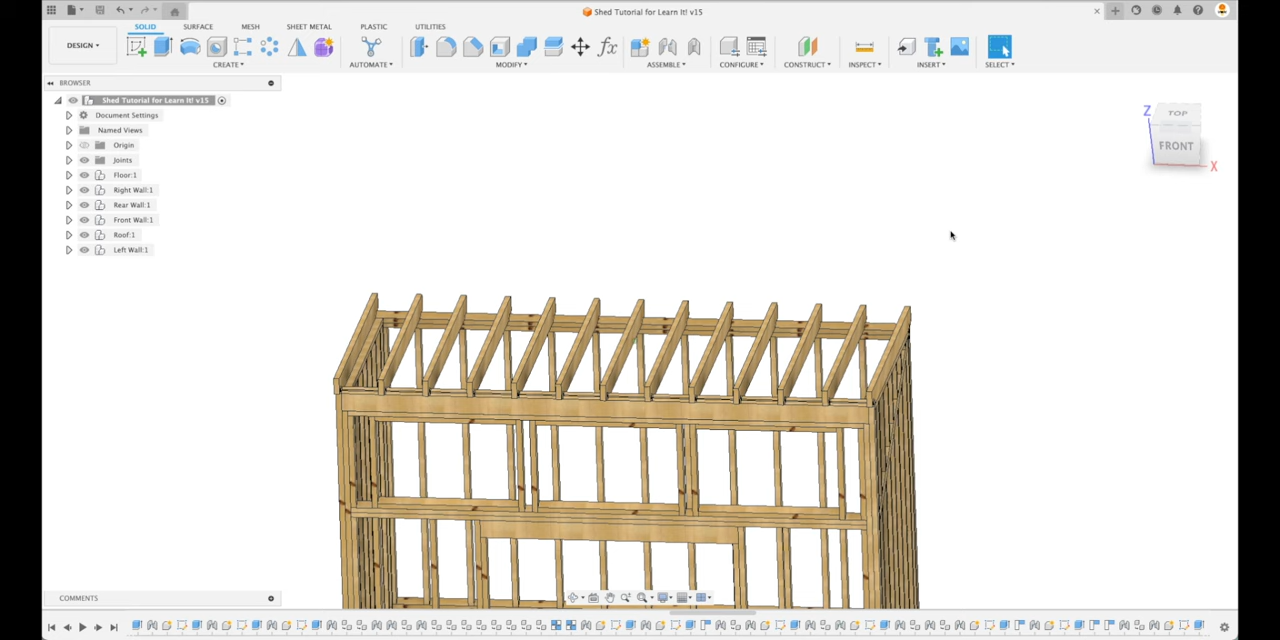 Shed Tutorial for Learn It! v15
DESIGN
SOLID SURFACE MESH SHEET METAL PLASTIC UTILITIES
CREATE AUTOMATE MODIFY ASSEMBLE CONFIGURE CONSTRUCT INSPECT INSERT SELECT
BROWSER
Shed Tutorial for Learn It! v15
Document Settings
Named Views
Origin
Joints
Floor:1
Right Wall:1
Rear Wall:1
Front Wall:1
Roof:1
Left Wall:1
Z
TOP
FRONT
X
COMMENTS